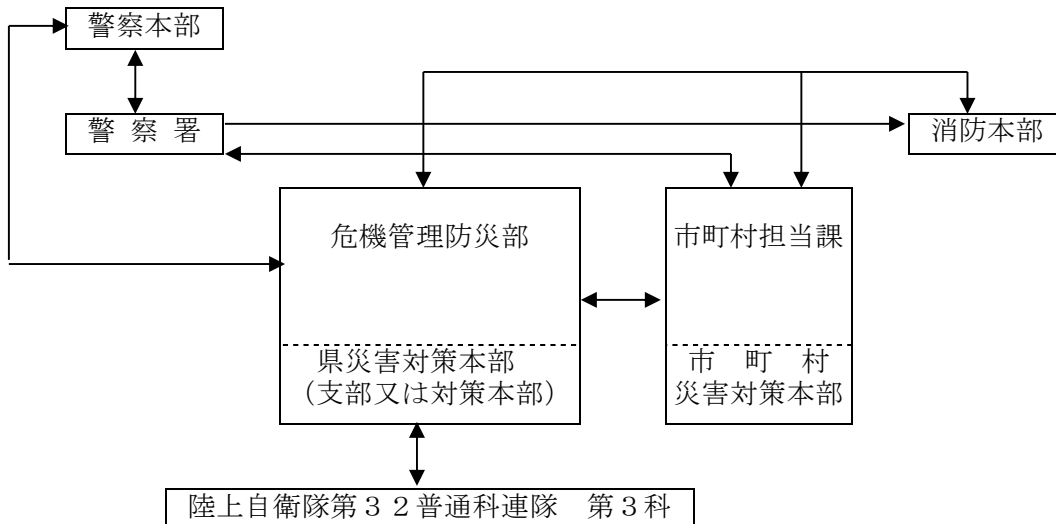 警察本部
警 察 署
消防本部
危機管理防災部
市町村担当課
県災害対策本部
（支部又は対策本部）
市 町 村
災害対策本部
陸上自衛隊第３２普通科連隊　第３科